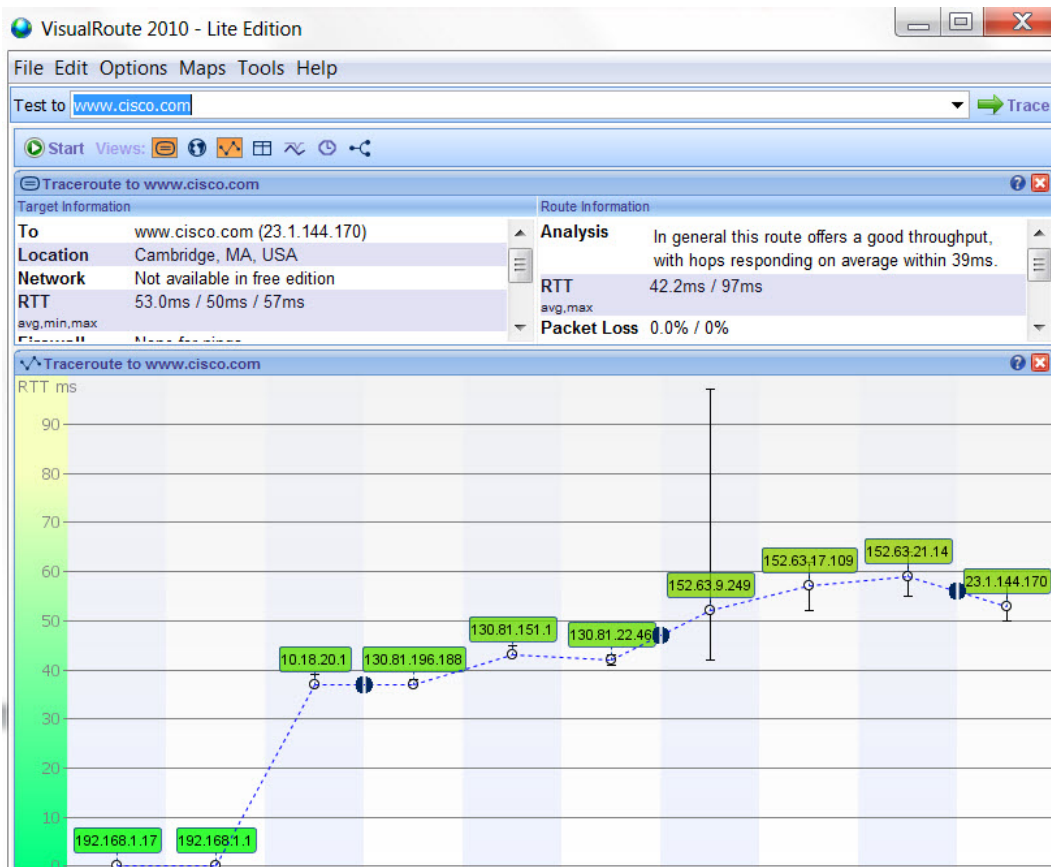 VisualRoute 2010 - Lite Edition
File Edit Options Maps Tools Help
Test to www.cisco.com Trace
Start Views:
Traceroute to www.cisco.com
Target Information
Route Information
To www.cisco.com (23.1.144.170)
Location Cambridge, MA, USA
Network Not available in free edition
RTT 53.0ms / 50ms / 57ms
avg,min,max
Firewall None for pings
Analysis In general this route offers a good throughput,
with hops responding on average within 39ms.
RTT 42.2ms / 97ms
avg,max
Packet Loss 0.0% / 0%
Traceroute to www.cisco.com
RTT ms
90
80
70
60
50
40
30
20
10
0
192.168.1.17
192.168.1.1
10.18.20.1
130.81.196.188
130.81.151.1
130.81.22.46
152.63.9.249
152.63.17.109
152.63.21.14
23.1.144.170